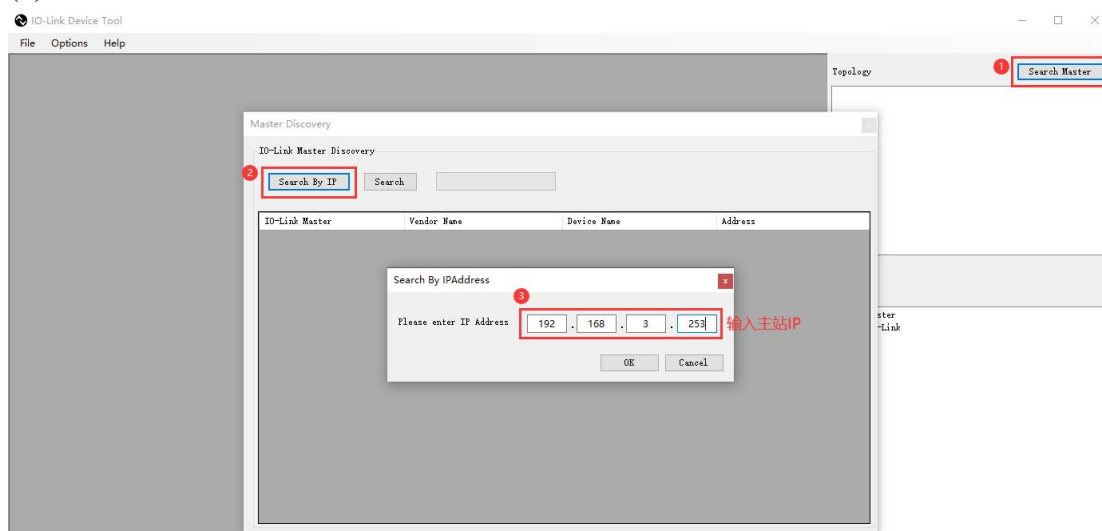 IO-Link Device Tool
File Options Help
Topology
1
Search Master
Master Discovery
IO-Link Master Discovery
2
Search By IP
Search
IO-Link Master Vendor Name Device Name Address
Search By IPAddress
3
Please enter IP Address 192 . 168 . 3 . 253 输入主站IP
OK Cancel
ster
-Link